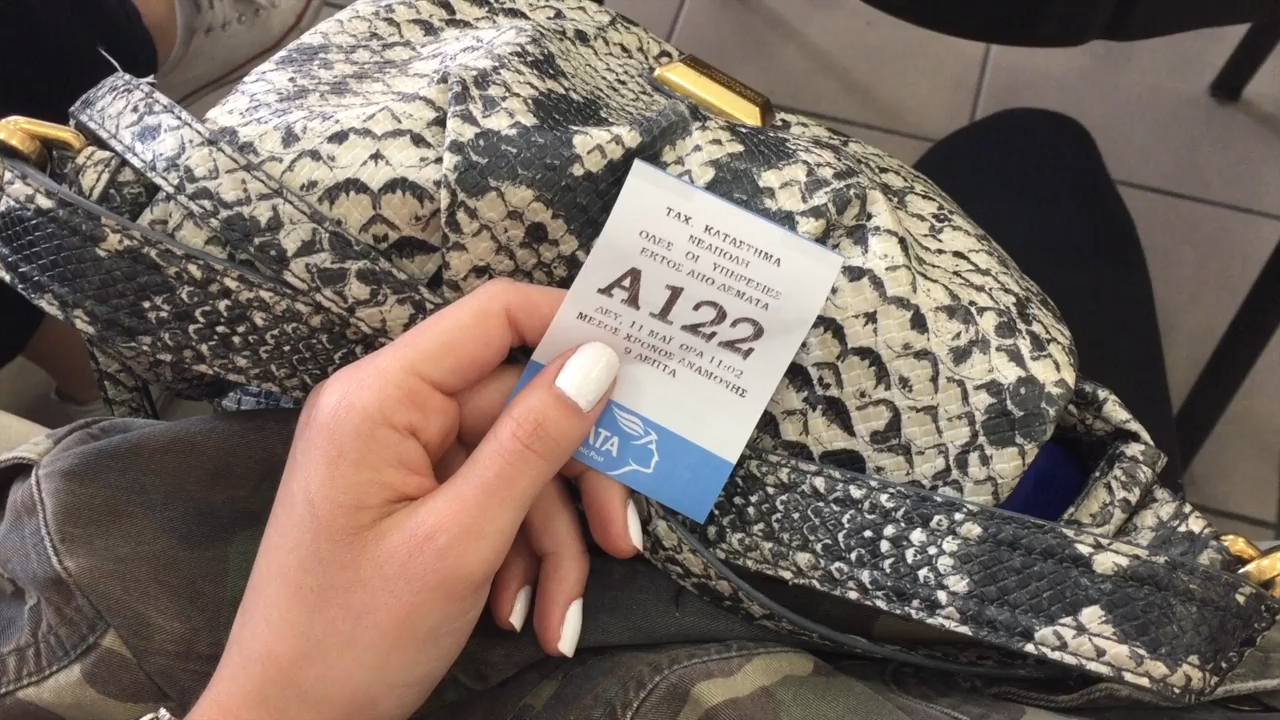 ΤΑΧ. ΚΑΤΑΣΤΗΜΑ
ΝΕΑΠΟΛΗ
ΟΛΕΣ ΟΙ ΥΠΗΡΕΣΙΕΣ
ΕΚΤΟΣ ΑΠΟ ΔΕΜΑΤΑ
A122
ΔΕΥ, 11 ΜΑΪ ΩΡΑ 11:02
ΜΕΣΟΣ ΧΡΟΝΟΣ ΑΝΑΜΟΝΗΣ
9 ΛΕΠΤΑ
Post